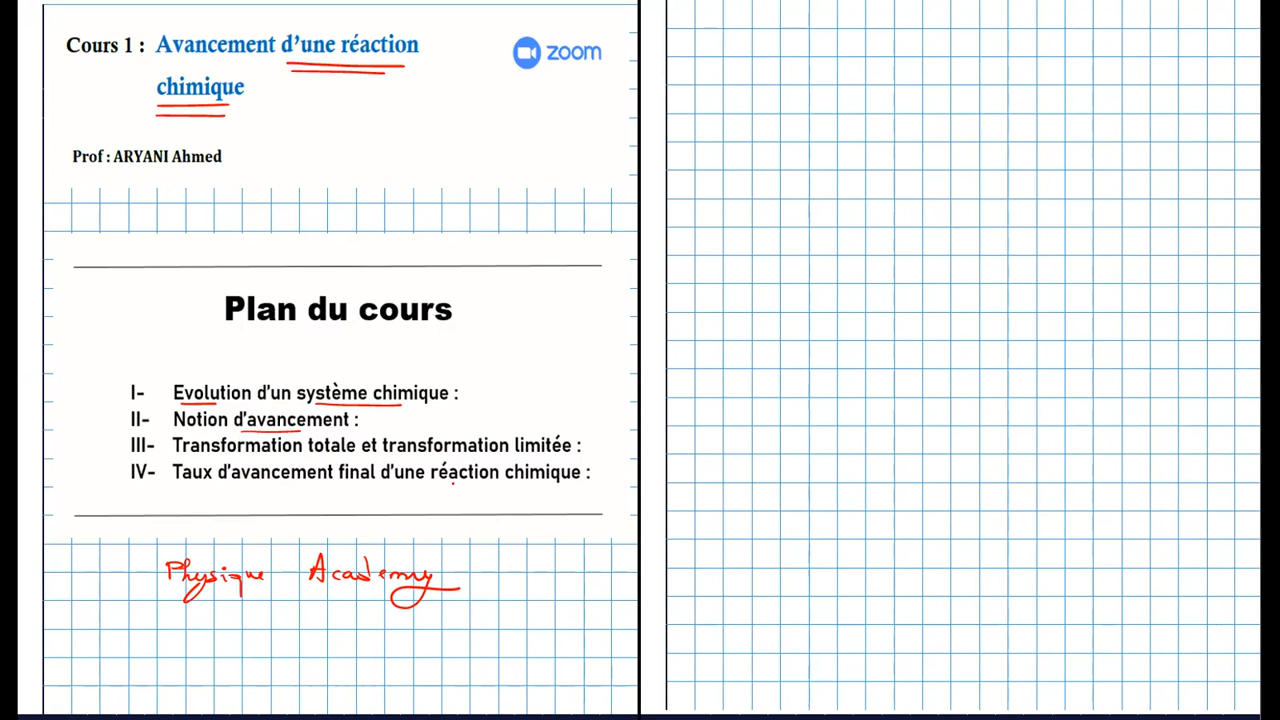 Cours 1 : Avancement d’une réaction
zoom
chimique
Prof : ARYANI Ahmed
Plan du cours
I- Evolution d’un système chimique :
II- Notion d’avancement :
III- Transformation totale et transformation limitée :
IV- Taux d’avancement final d’une réaction chimique :
Physique Academy